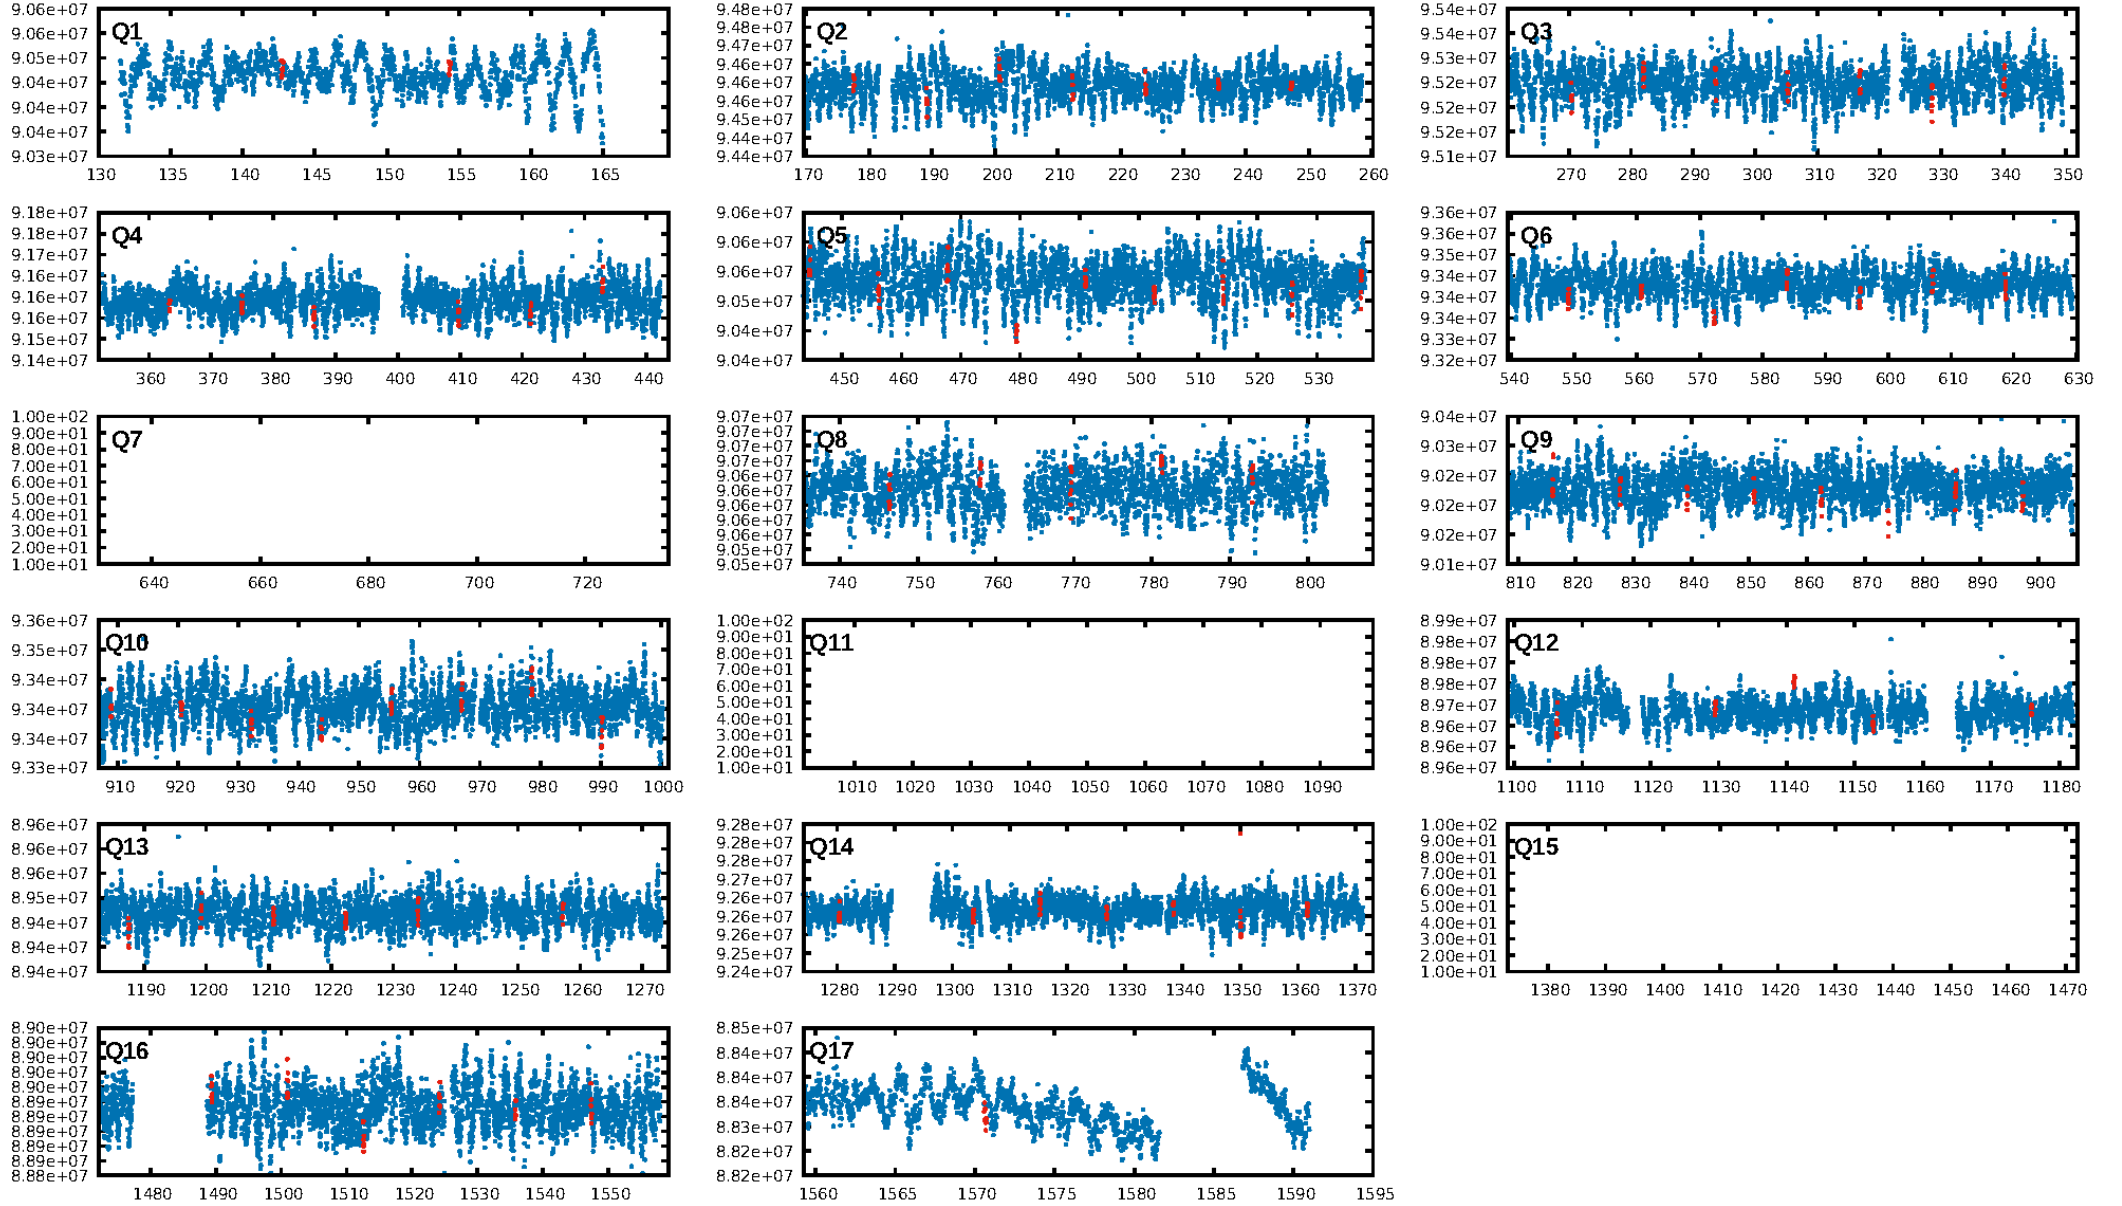 Q1
9.06e+07
9.05e+07
9.05e+07
9.04e+07
9.04e+07
9.04e+07
9.03e+07
130 135 140 145 150 155 160 165
Q2
9.48e+07
9.48e+07
9.47e+07
9.46e+07
9.46e+07
9.46e+07
9.45e+07
9.44e+07
9.44e+07
170 180 190 200 210 220 230 240 250 260
Q3
9.54e+07
9.54e+07
9.53e+07
9.52e+07
9.52e+07
9.52e+07
9.51e+07
270 280 290 300 310 320 330 340 350
Q4
9.18e+07
9.18e+07
9.17e+07
9.16e+07
9.16e+07
9.16e+07
9.15e+07
9.14e+07
360 370 380 390 400 410 420 430 440
Q5
9.06e+07
9.06e+07
9.06e+07
9.05e+07
9.04e+07
9.04e+07
450 460 470 480 490 500 510 520 530
Q6
9.36e+07
9.36e+07
9.35e+07
9.34e+07
9.34e+07
9.34e+07
9.33e+07
9.32e+07
540 550 560 570 580 590 600 610 620 630
Q7
1.00e+02
9.00e+01
8.00e+01
7.00e+01
6.00e+01
5.00e+01
4.00e+01
3.00e+01
2.00e+01
1.00e+01
640 660 680 700 720
Q8
9.07e+07
9.07e+07
9.07e+07
9.07e+07
9.06e+07
9.06e+07
9.06e+07
9.06e+07
9.06e+07
9.05e+07
9.05e+07
740 750 760 770 780 790 800
Q9
9.04e+07
9.03e+07
9.02e+07
9.02e+07
9.02e+07
9.01e+07
810 820 830 840 850 860 870 880 890 900
Q10
9.36e+07
9.35e+07
9.34e+07
9.34e+07
9.34e+07
9.33e+07
910 920 930 940 950 960 970 980 990 1000
Q11
1.00e+02
9.00e+01
8.00e+01
7.00e+01
6.00e+01
5.00e+01
4.00e+01
3.00e+01
2.00e+01
1.00e+01
1010 1020 1030 1040 1050 1060 1070 1080 1090
Q12
8.99e+07
8.98e+07
8.98e+07
8.98e+07
8.97e+07
8.96e+07
8.96e+07
8.96e+07
1100 1110 1120 1130 1140 1150 1160 1170 1180
Q13
8.96e+07
8.96e+07
8.96e+07
8.95e+07
8.94e+07
8.94e+07
8.94e+07
1190 1200 1210 1220 1230 1240 1250 1260 1270
Q14
9.28e+07
9.28e+07
9.28e+07
9.27e+07
9.26e+07
9.26e+07
9.26e+07
9.25e+07
9.24e+07
1280 1290 1300 1310 1320 1330 1340 1350 1360 1370
Q15
1.00e+02
9.00e+01
8.00e+01
7.00e+01
6.00e+01
5.00e+01
4.00e+01
3.00e+01
2.00e+01
1.00e+01
1380 1390 1400 1410 1420 1430 1440 1450 1460 1470
Q16
8.90e+07
8.90e+07
8.90e+07
8.90e+07
8.90e+07
8.89e+07
8.89e+07
8.89e+07
8.89e+07
8.89e+07
8.88e+07
1480 1490 1500 1510 1520 1530 1540 1550
Q17
8.85e+07
8.84e+07
8.84e+07
8.84e+07
8.83e+07
8.82e+07
8.82e+07
1560 1565 1570 1575 1580 1585 1590 1595